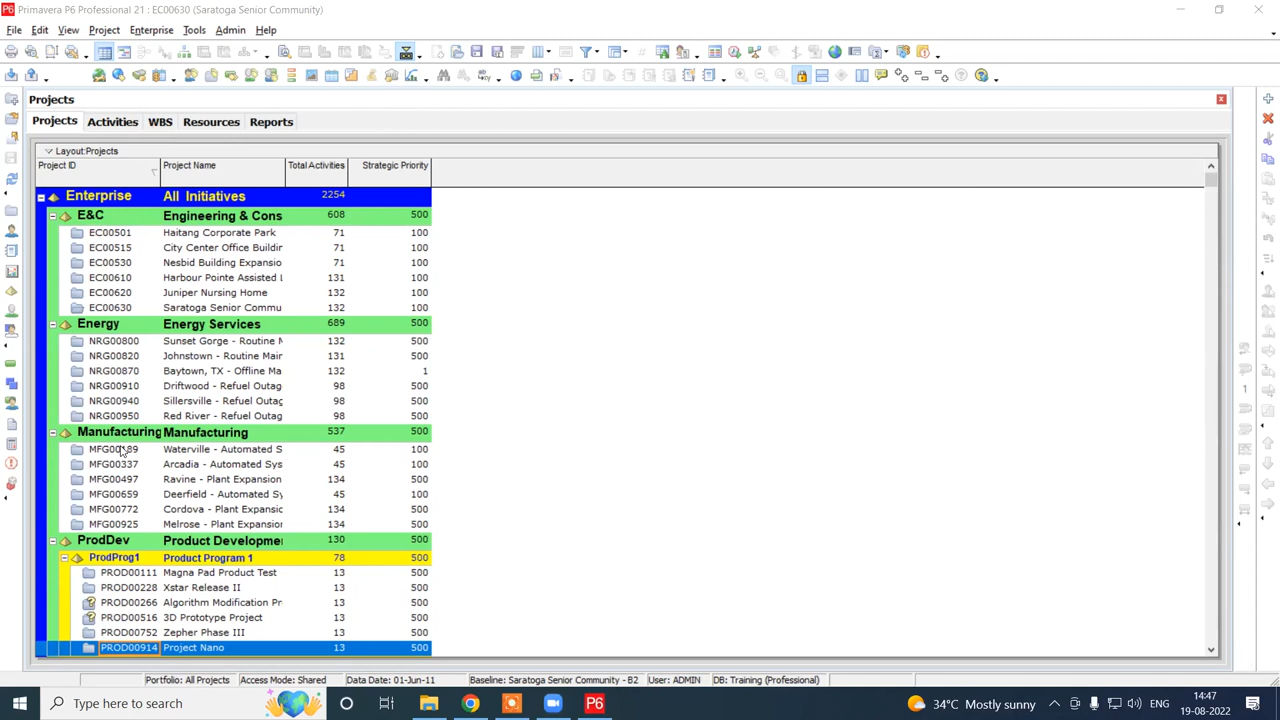 P6 Primavera P6 Professional 21 : EC00630 (Saratoga Senior Community)
File Edit View Project Enterprise Tools Admin Help
Projects
Projects Activities WBS Resources Reports
Layout:Projects
Project ID Project Name Total Activities Strategic Priority
Enterprise All Initiatives 2254
E&C Engineering & Cons 608 500
EC00501 Haitang Corporate Park 71 100
EC00515 City Center Office Buildin 71 100
EC00530 Nesbid Building Expansio 71 100
EC00610 Harbour Pointe Assisted L 131 100
EC00620 Juniper Nursing Home 132 100
EC00630 Saratoga Senior Commu 132 100
Energy Energy Services 689 500
NRG00800 Sunset Gorge - Routine M 132 500
NRG00820 Johnstown - Routine Main 131 500
NRG00870 Baytown, TX - Offline Ma 132 1
NRG00910 Driftwood - Refuel Outag 98 500
NRG00940 Sillersville - Refuel Outag 98 500
NRG00950 Red River - Refuel Outag 98 500
Manufacturing Manufacturing 537 500
MFG00189 Waterville - Automated S 45 100
MFG00337 Arcadia - Automated Sys 45 100
MFG00497 Ravine - Plant Expansion 134 500
MFG00659 Deerfield - Automated Sy 45 100
MFG00772 Cordova - Plant Expansio 134 500
MFG00925 Melrose - Plant Expansion 134 500
ProdDev Product Developme 130 500
ProdProg1 Product Program 1 78 500
PROD00111 Magna Pad Product Test 13 500
PROD00228 Xstar Release II 13 500
PROD00266 Algorithm Modification Pr 13 500
PROD00516 3D Prototype Project 13 500
PROD00752 Zepher Phase III 13 500
PROD00914 Project Nano 13 500
Portfolio: All Projects Access Mode: Shared Data Date: 01-Jun-11 Baseline: Saratoga Senior Community - B2 User: ADMIN DB: Training (Professional)
Type here to search P6 34°C Mostly sunny ENG 14:47
19-08-2022